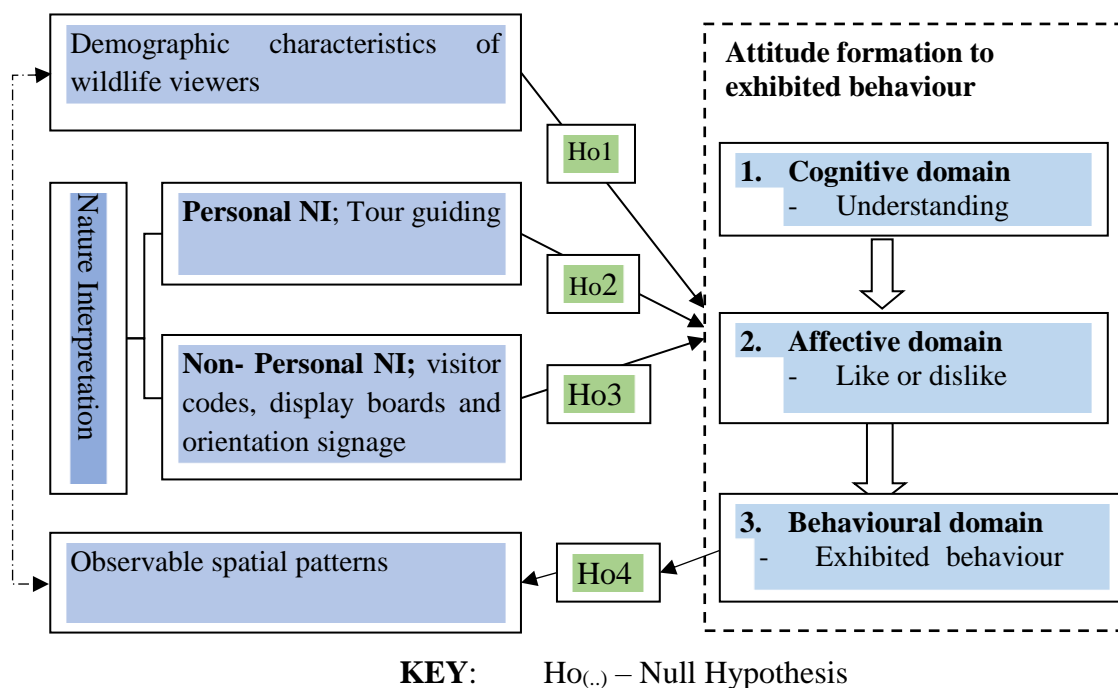 Demographic characteristics of
wildlife viewers
Ho1
Nature Interpretation
Personal NI; Tour guiding
Ho2
Non- Personal NI; visitor
codes, display boards and
orientation signage
Ho3
Observable spatial patterns
Ho4
Attitude formation to
exhibited behaviour
1. Cognitive domain
- Understanding
2. Affective domain
- Like or dislike
3. Behavioural domain
- Exhibited behaviour
KEY: Ho(..) – Null Hypothesis